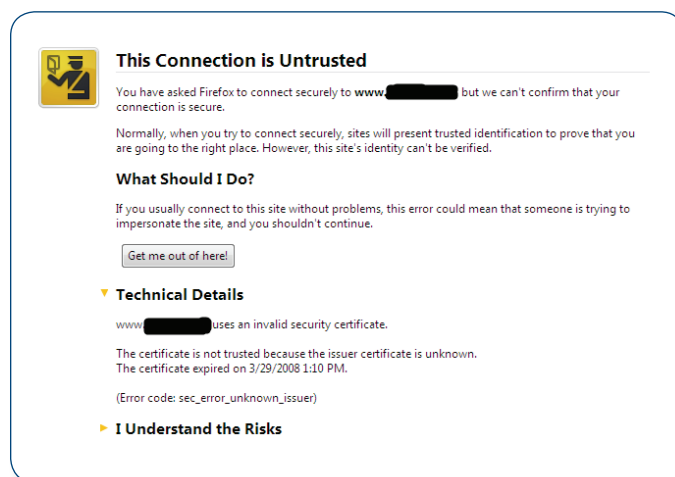 This Connection is Untrusted
You have asked Firefox to connect securely to www. but we can't confirm that your
connection is secure.
Normally, when you try to connect securely, sites will present trusted identification to prove that you
are going to the right place. However, this site's identity can't be verified.
What Should I Do?
If you usually connect to this site without problems, this error could mean that someone is trying to
impersonate the site, and you shouldn't continue.
Get me out of here!
Technical Details
www. uses an invalid security certificate.
The certificate is not trusted because the issuer certificate is unknown.
The certificate expired on 3/29/2008 1:10 PM.
(Error code: sec_error_unknown_issuer)
I Understand the Risks